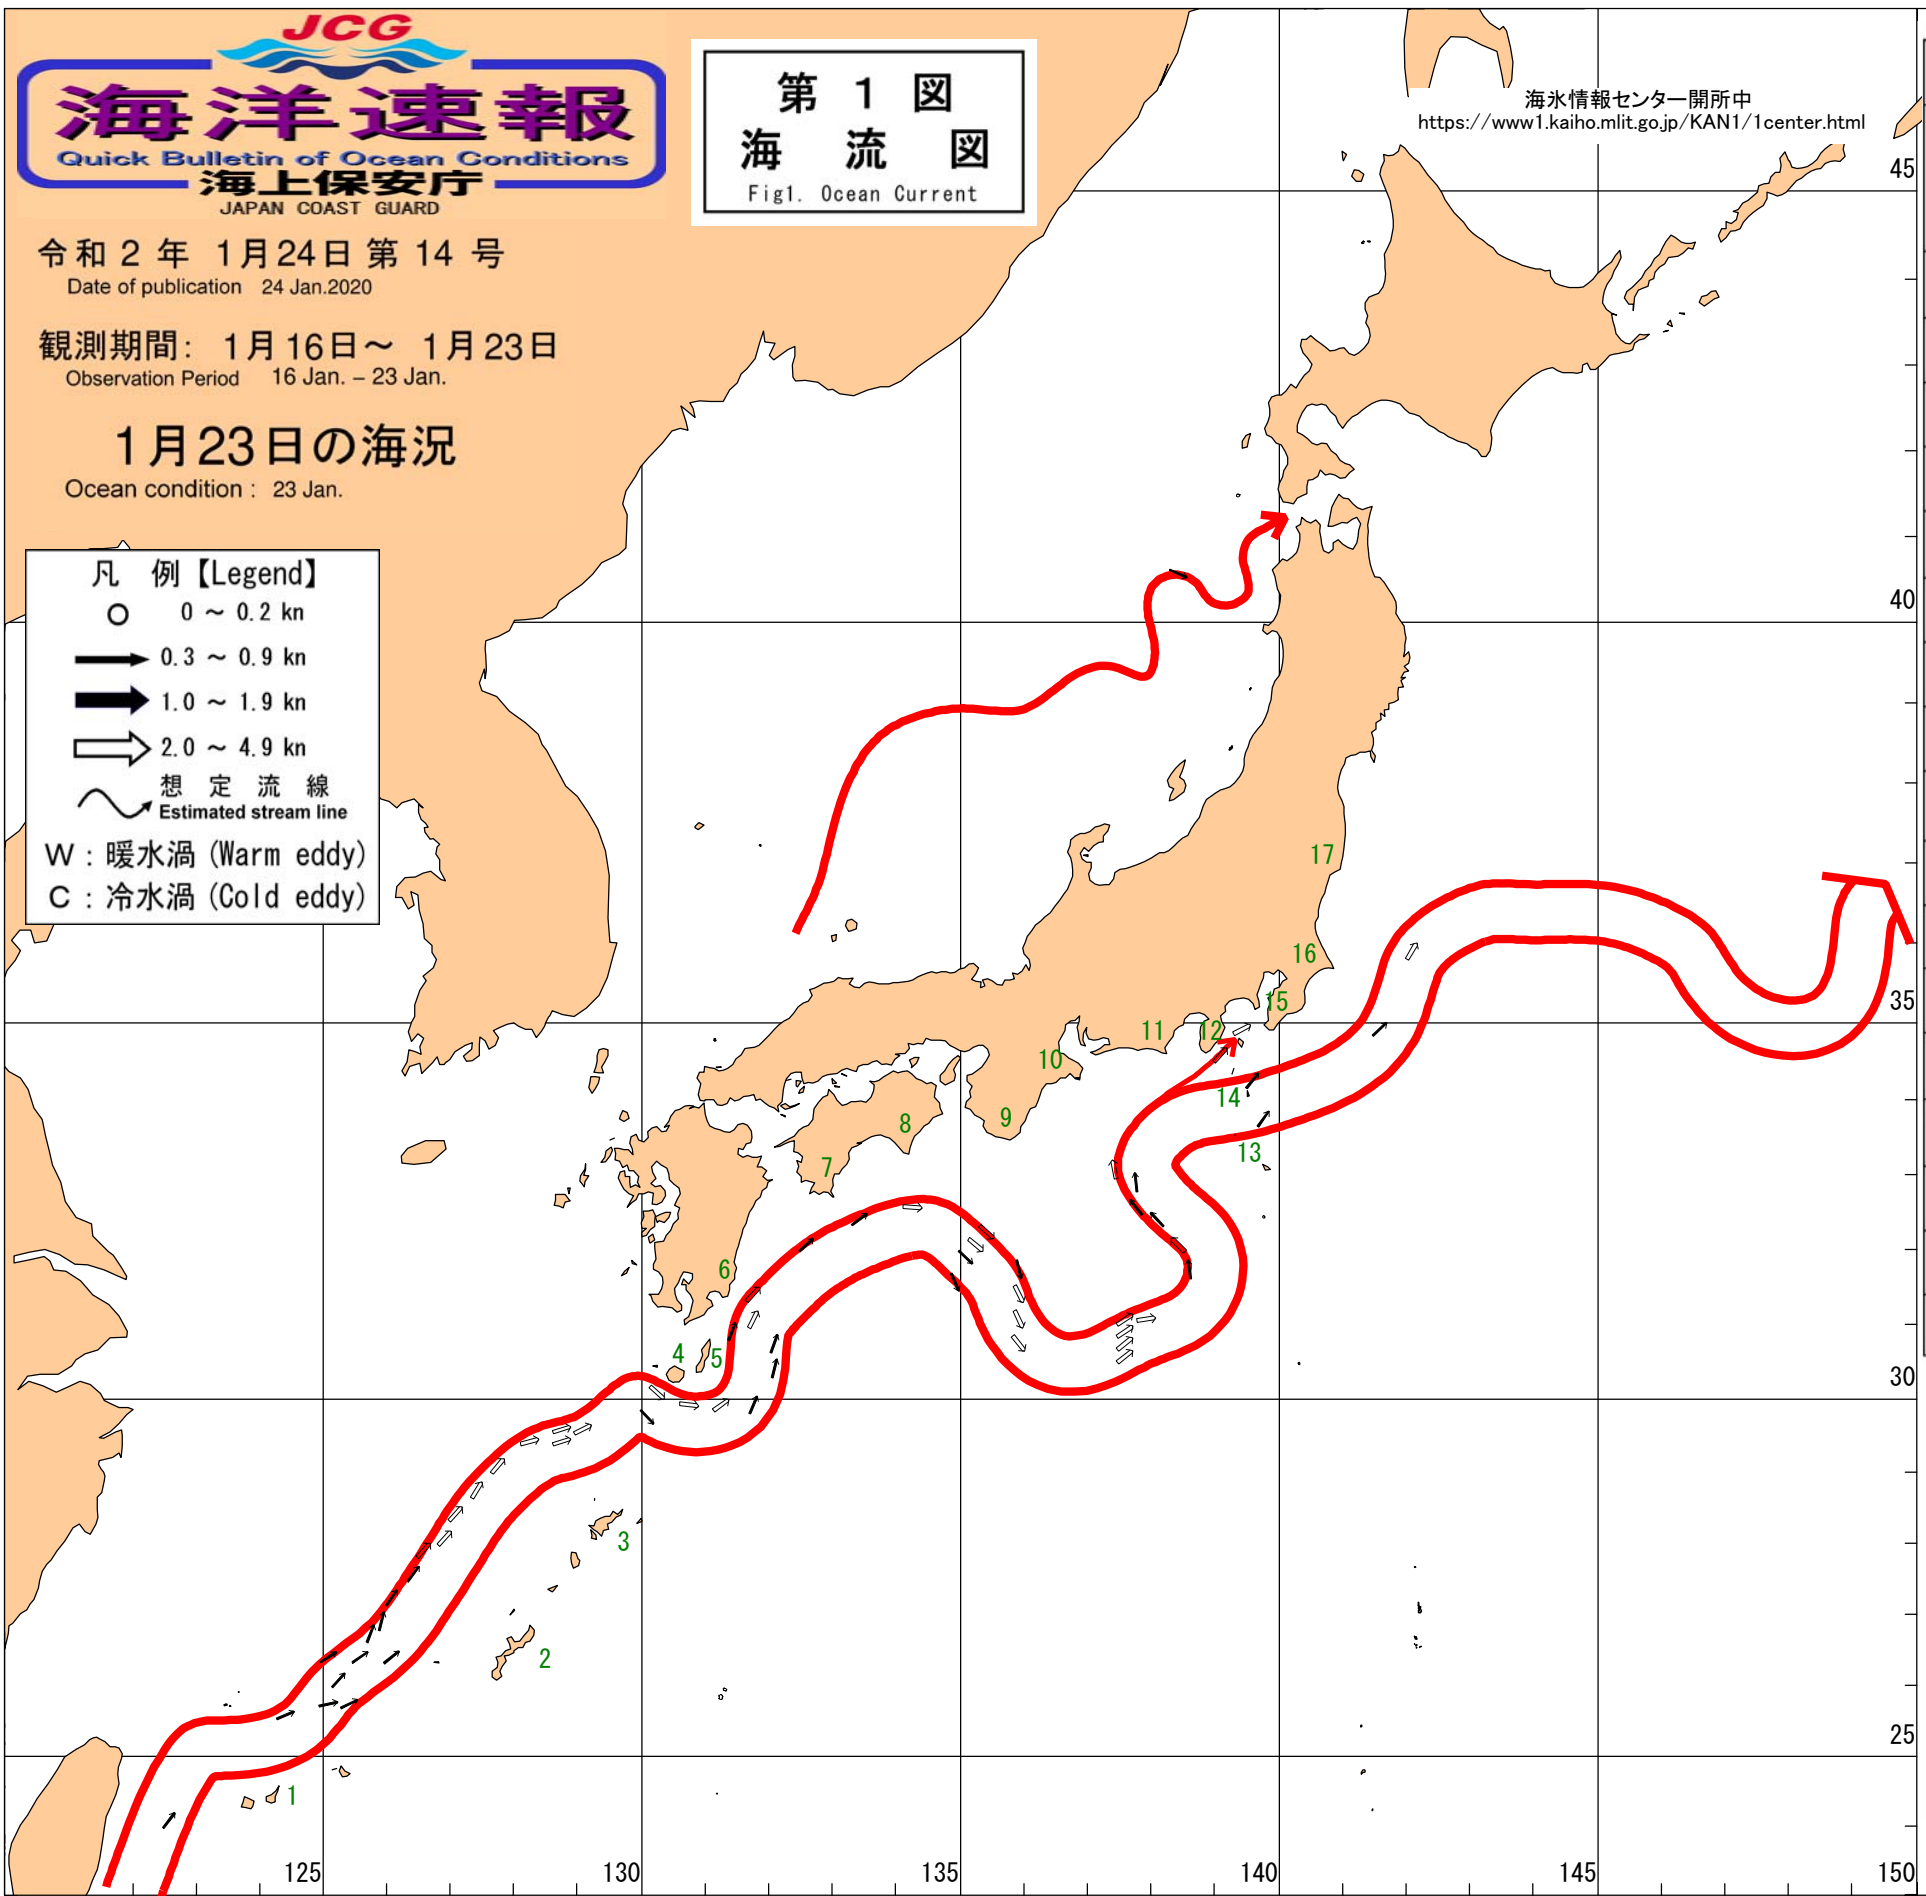 JCG
海洋速報
Quick Bulletin of Ocean Conditions
海上保安庁
JAPAN COAST GUARD
第 1 図
海 流 図
Fig1. Ocean Current
海氷情報センター開所中
https://www1.kaiho.mlit.go.jp/KAN1/1center.html
令和 2 年 1月24日 第 14 号
Date of publication 24 Jan.2020
観測期間: 1月16日～ 1月23日
Observation Period 16 Jan. – 23 Jan.
1月23日の海況
Ocean condition : 23 Jan.
凡 例【Legend】
0 ～ 0.2 kn
0.3 ～ 0.9 kn
1.0 ～ 1.9 kn
2.0 ～ 4.9 kn
想 定 流 線
Estimated stream line
W : 暖水渦 (Warm eddy)
C : 冷水渦 (Cold eddy)
45
40
35
30
25
17
16
15
12
11
10
14
9
8
13
7
6
4
5
3
2
1
125
130
135
140
145
150